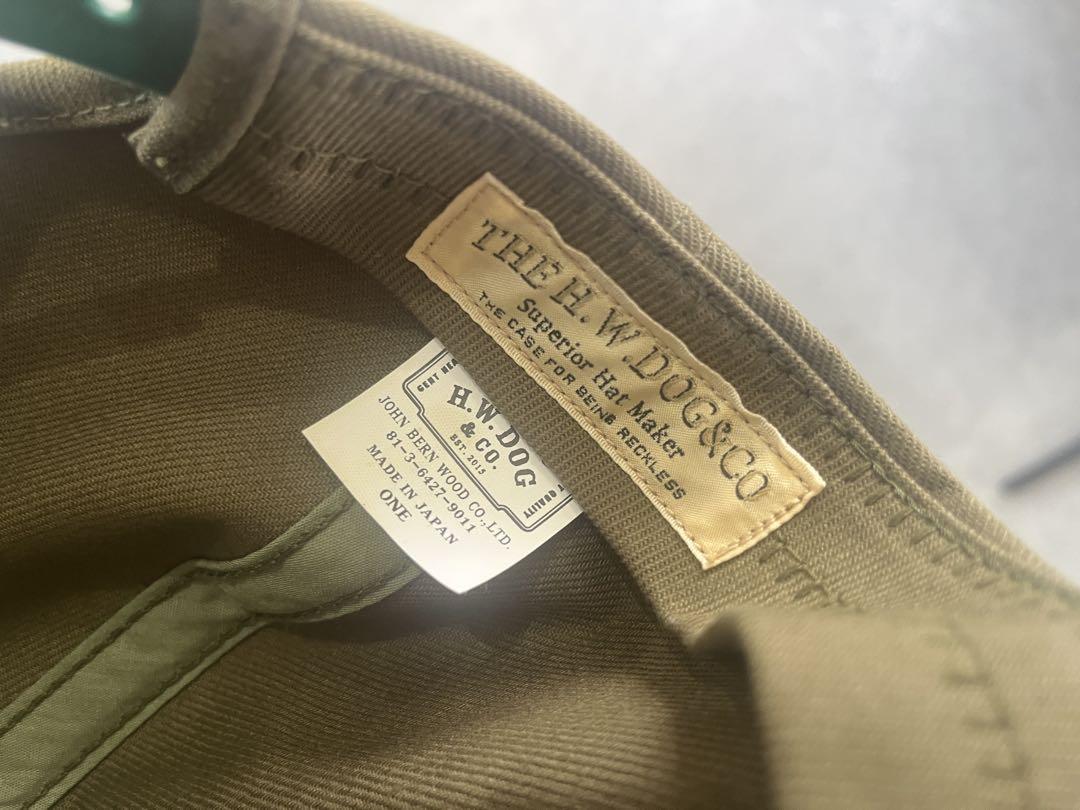 THE H.W.DOG&CO
Superior Hat Maker
THE CASE FOR BEING RECKLESS
H.W.DOG
& CO.
EST. 2015
JOHN BERN WOOD CO.,LTD.
81-3-6427-9011
MADE IN JAPAN
ONE